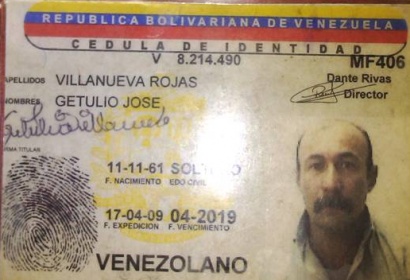 REPUBLICA BOLIVARIANA DE VENEZUELA
CEDULA DE IDENTIDAD
V 8.214.490 MF406
APELLIDOS VILLANUEVA ROJAS Dante Rivas
Director
NOMBRES GETULIO JOSE
Getulio Villanueva
FIRMA TITULAR
11-11-61 SOLTERO
F. NACIMIENTO EDO CIVIL
17-04-09 04-2019
F. EXPEDICION F. VENCIMIENTO
VENEZOLANO